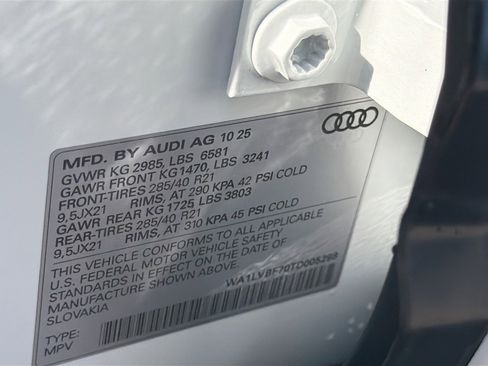 MFD. BY AUDI AG 10 25
GVWR KG 2985, LBS 6581
GAWR FRONT KG1470, LBS 3241
FRONT-TIRES 285/40 R21
9,5JX21 RIMS, AT 290 KPA 42 PSI COLD
GAWR REAR KG 1725 LBS 3803
REAR-TIRES 285/40 R21
9,5JX21 RIMS, AT 310 KPA 45 PSI COLD
THIS VEHICLE CONFORMS TO ALL APPLICABLE
U.S. FEDERAL MOTOR VEHICLE SAFETY
STANDARDS IN EFFECT ON THE DATE OF
MANUFACTURE SHOWN ABOVE.
SLOVAKIA
WA1LVBF70TD005298
TYPE:
MPV